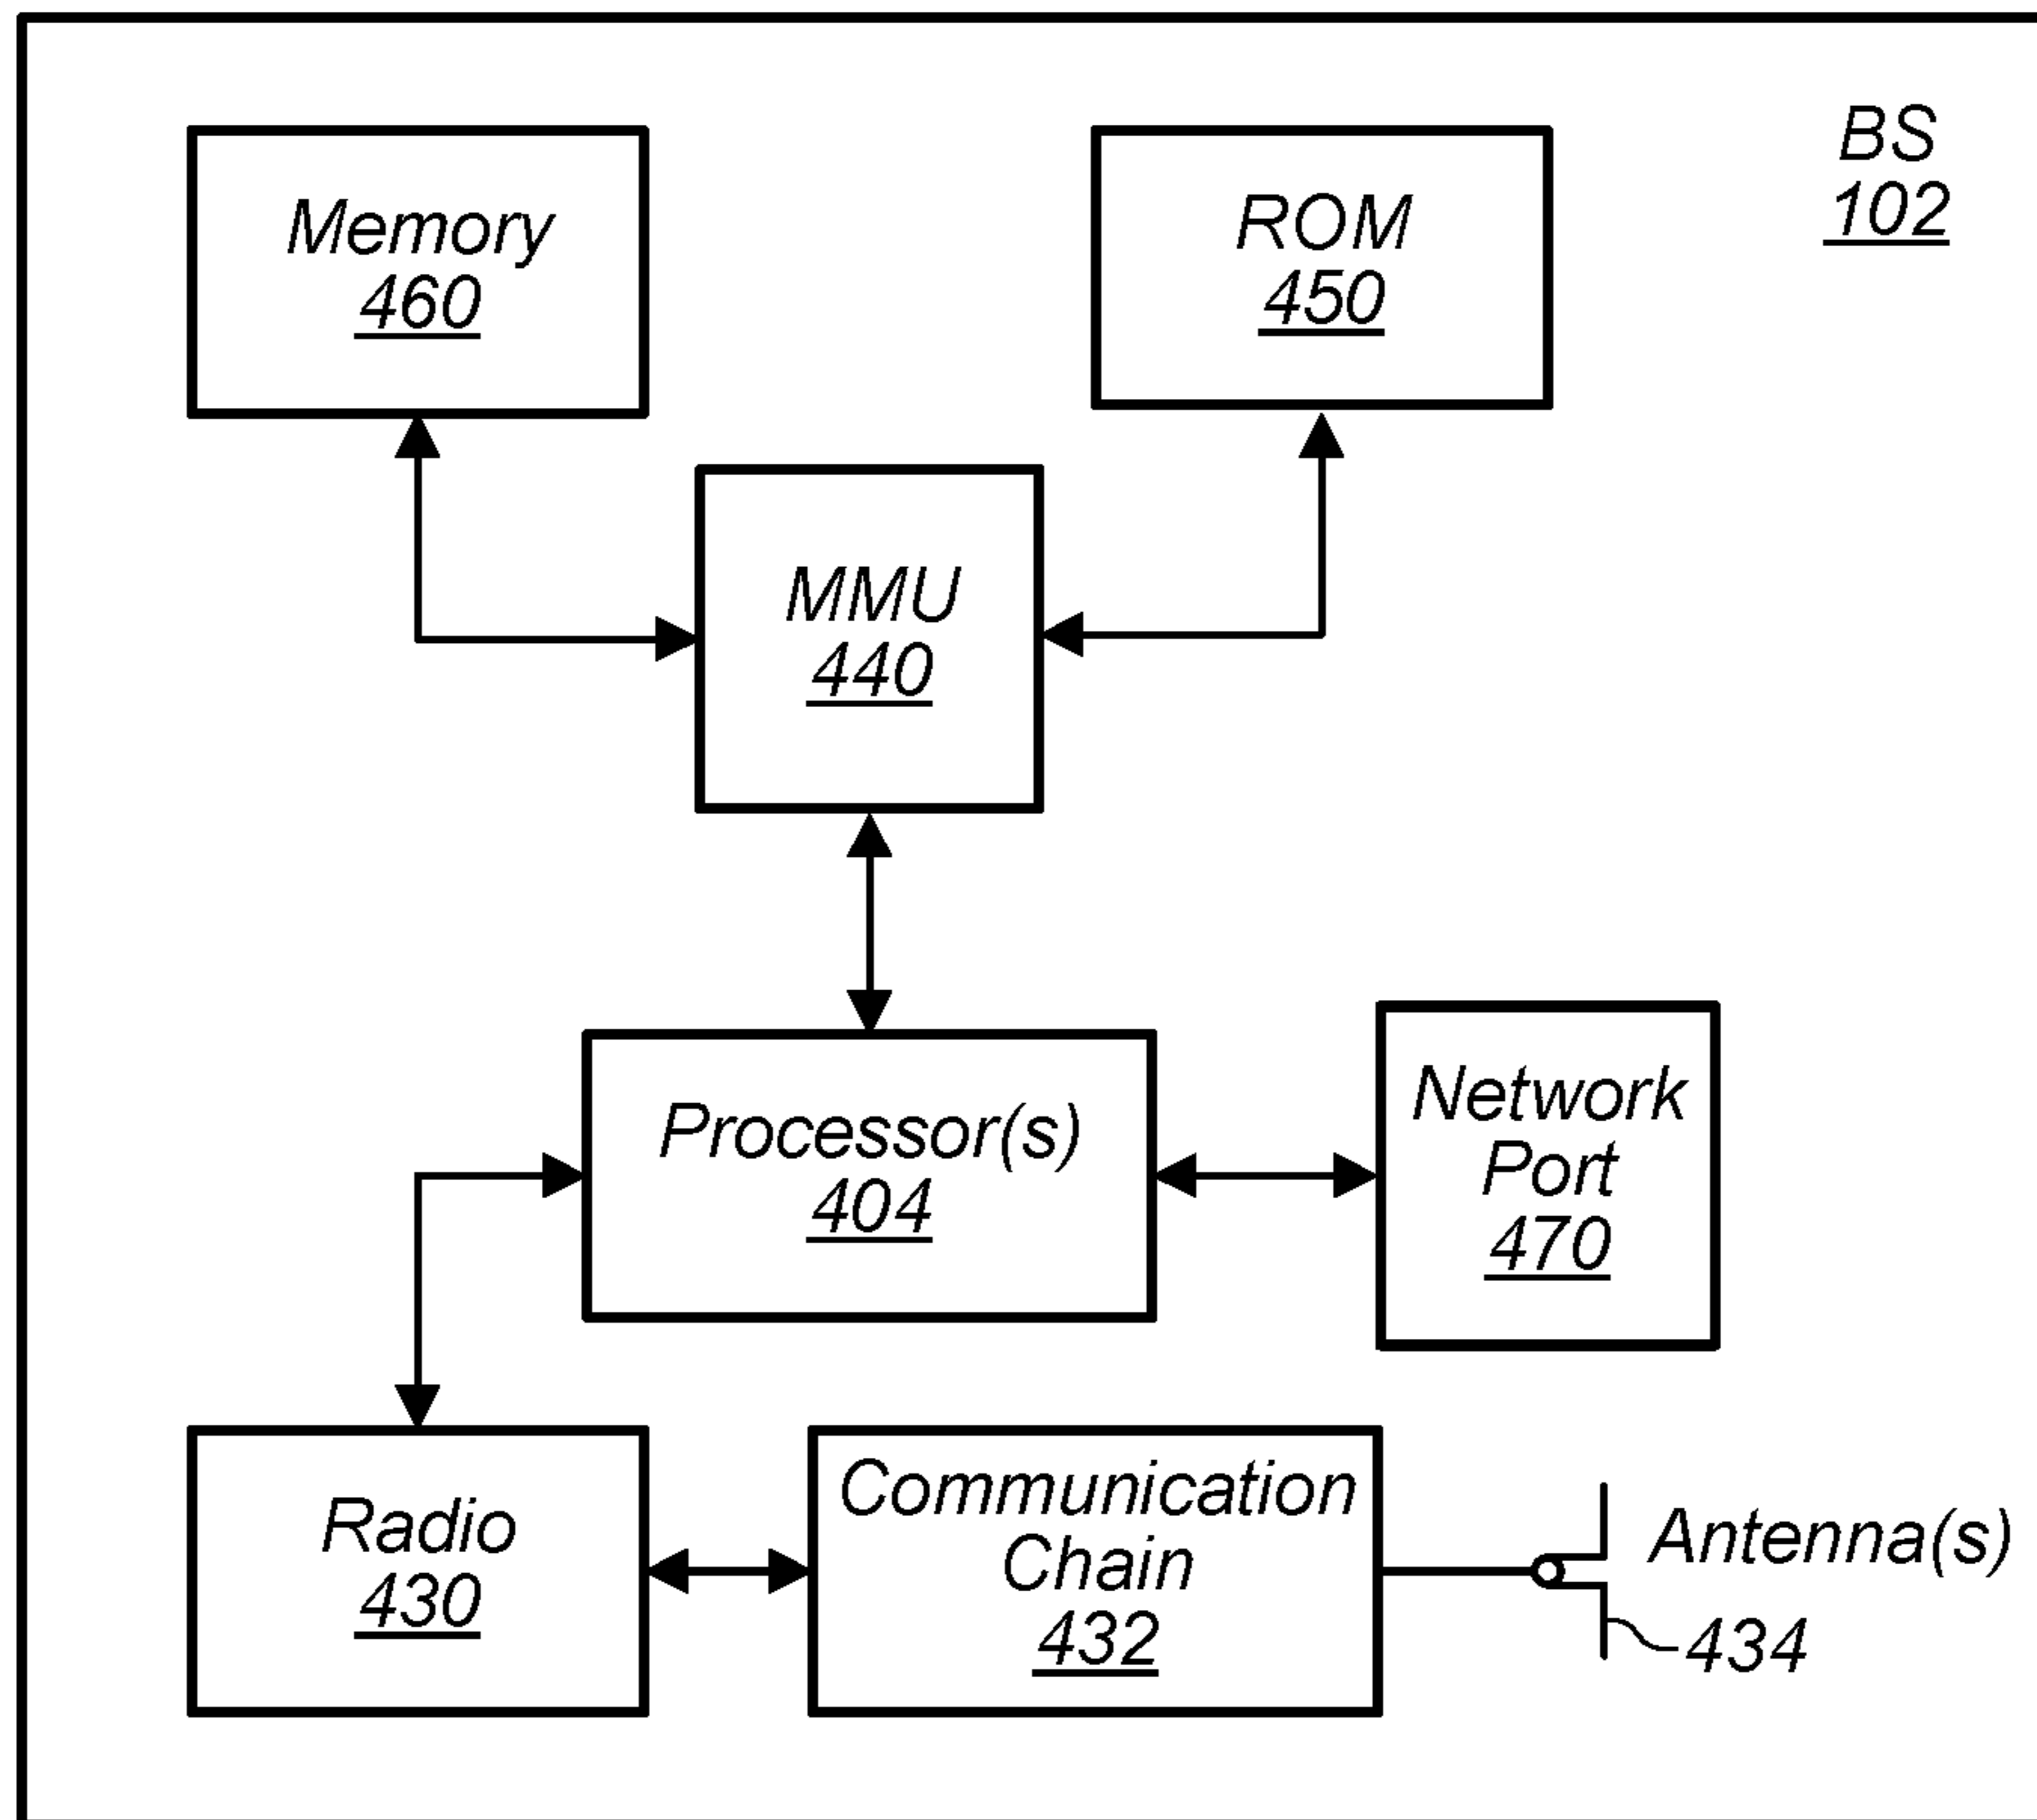 BS
102
Memory
460
ROM
450
MMU
440
Processor(s)
404
Network
Port
470
Radio
430
Communication
Chain
432
Antenna(s)
434